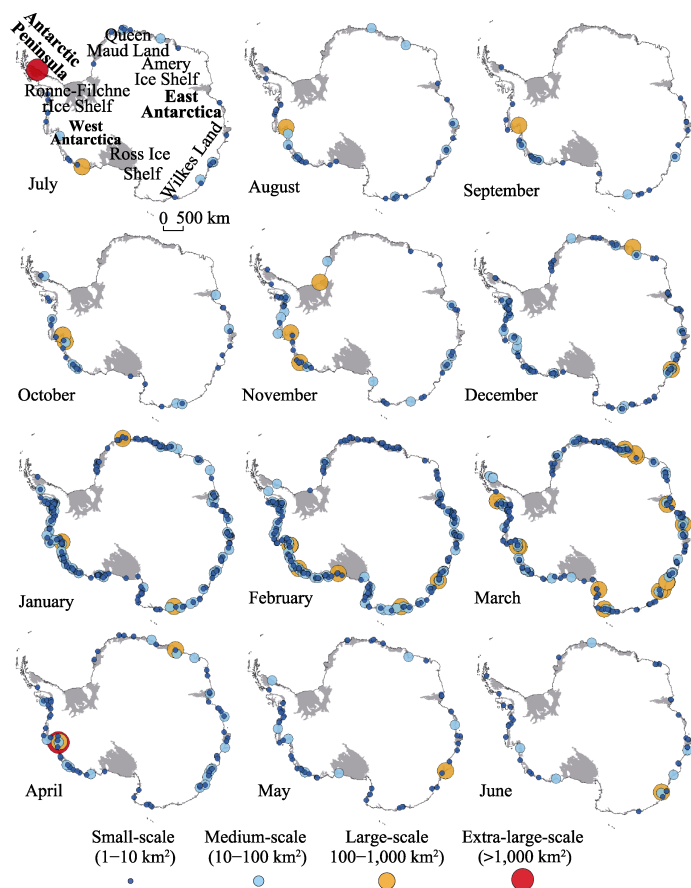 Antarctic
Peninsula
Queen
Maud Land
Amery
Ice Shelf
Ronne-Filchne
rIce Shelf
East
Antarctica
West
Antarctica
Ross Ice
Shelf
Wilkes Land
July
0 500 km
August
September
October
November
December
January
February
March
April
May
June
Small-scale
(1−10 km²)
Medium-scale
(10−100 km²)
Large-scale
100−1,000 km²)
Extra-large-scale
(>1,000 km²)